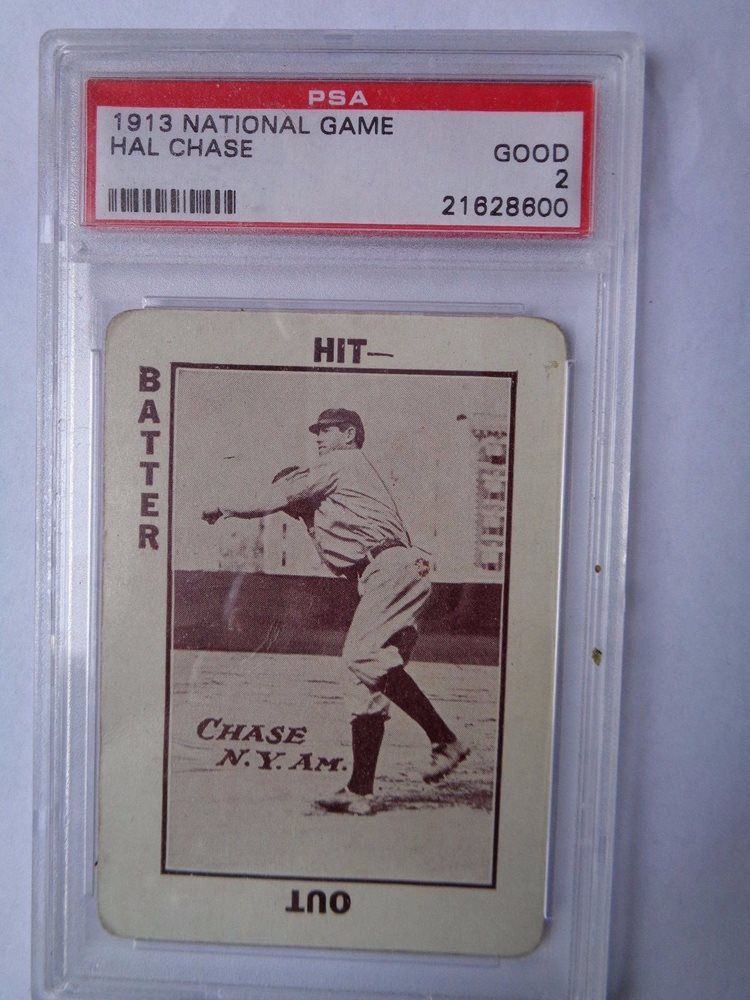 PSA
1913 NATIONAL GAME
HAL CHASE
GOOD
2
21628600
HIT—
BATTER
CHASE
N.Y. AM.
OUT